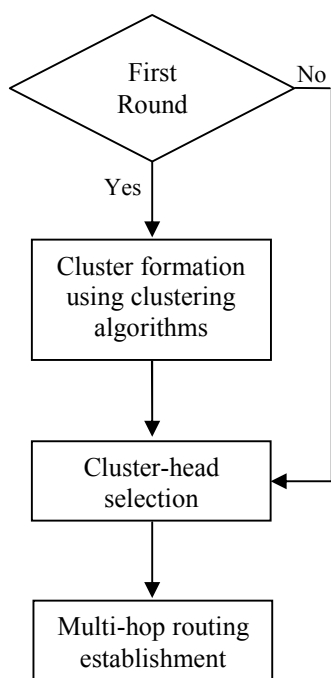 First
Round
No
Yes
Cluster formation
using clustering
algorithms
Cluster-head
selection
Multi-hop routing
establishment